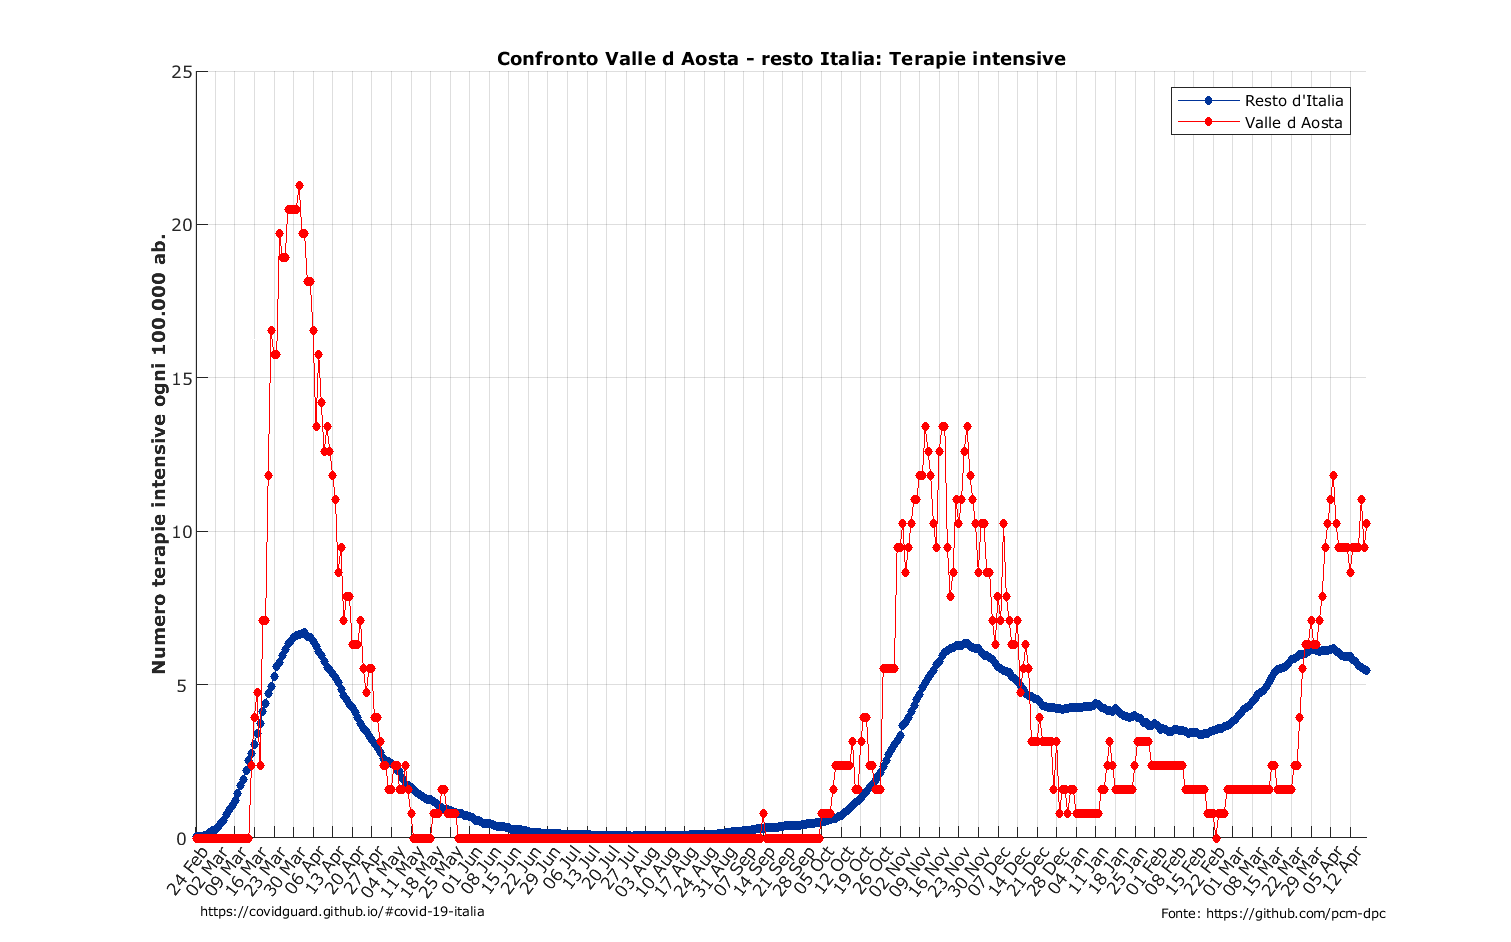 Confronto Valle d Aosta - resto Italia: Terapie intensive
Resto d'Italia
Valle d Aosta
Numero terapie intensive ogni 100.000 ab.
25
20
15
10
5
0
24 Feb
02 Mar
09 Mar
16 Mar
23 Mar
30 Mar
06 Apr
13 Apr
20 Apr
27 Apr
04 May
11 May
18 May
25 May
01 Jun
08 Jun
15 Jun
22 Jun
29 Jun
06 Jul
13 Jul
20 Jul
27 Jul
03 Aug
10 Aug
17 Aug
24 Aug
31 Aug
07 Sep
14 Sep
21 Sep
28 Sep
05 Oct
12 Oct
19 Oct
26 Oct
02 Nov
09 Nov
16 Nov
23 Nov
30 Nov
07 Dec
14 Dec
21 Dec
28 Dec
04 Jan
11 Jan
18 Jan
25 Jan
01 Feb
08 Feb
15 Feb
22 Feb
01 Mar
08 Mar
15 Mar
22 Mar
29 Mar
05 Apr
12 Apr
https://covidguard.github.io/#covid-19-italia
Fonte: https://github.com/pcm-dpc